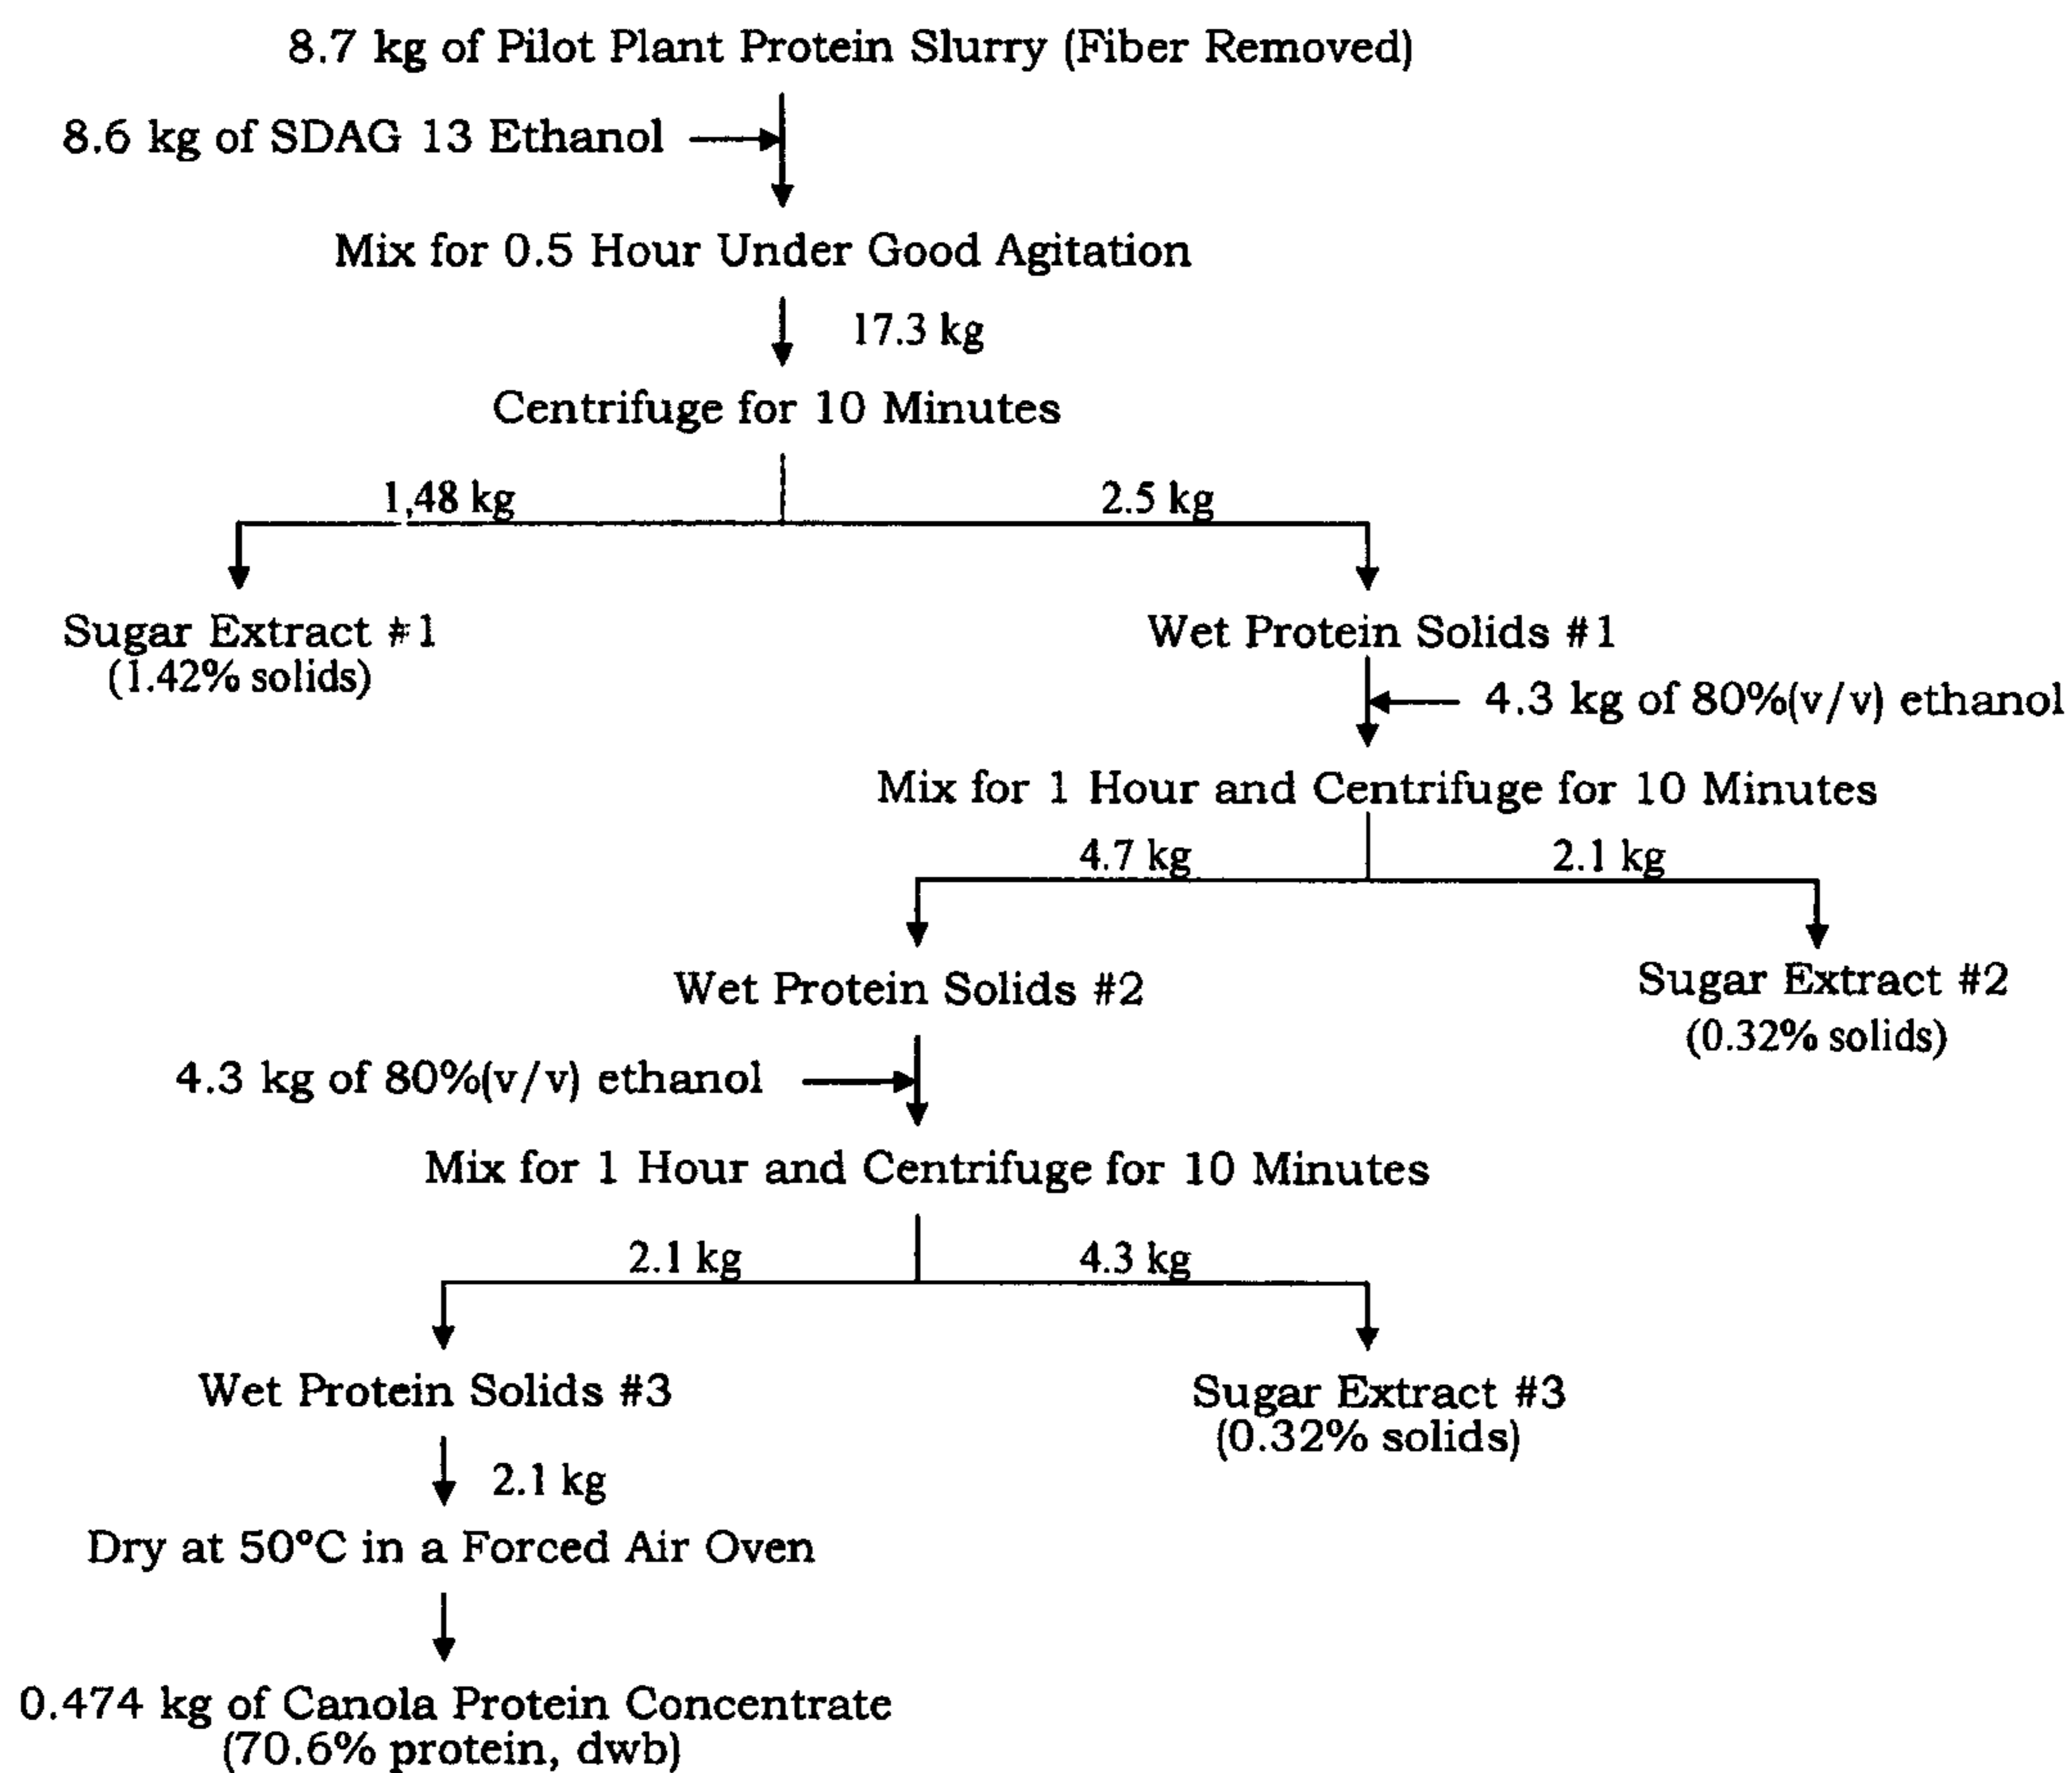 8.7 kg of Pilot Plant Protein Slurry (Fiber Removed)
8.6 kg of SDAG 13 Ethanol
Mix for 0.5 Hour Under Good Agitation
17.3 kg
Centrifuge for 10 Minutes
1,48 kg
2.5 kg
Sugar Extract #1
(1.42% solids)
Wet Protein Solids #1
4.3 kg of 80%(v/v) ethanol
Mix for 1 Hour and Centrifuge for 10 Minutes
4.7 kg
2.1 kg
Wet Protein Solids #2
Sugar Extract #2
(0.32% solids)
4.3 kg of 80%(v/v) ethanol
Mix for 1 Hour and Centrifuge for 10 Minutes
2.1 kg
4.3 kg
Wet Protein Solids #3
Sugar Extract #3
(0.32% solids)
2.1 kg
Dry at 50°C in a Forced Air Oven
0.474 kg of Canola Protein Concentrate
(70.6% protein, dwb)